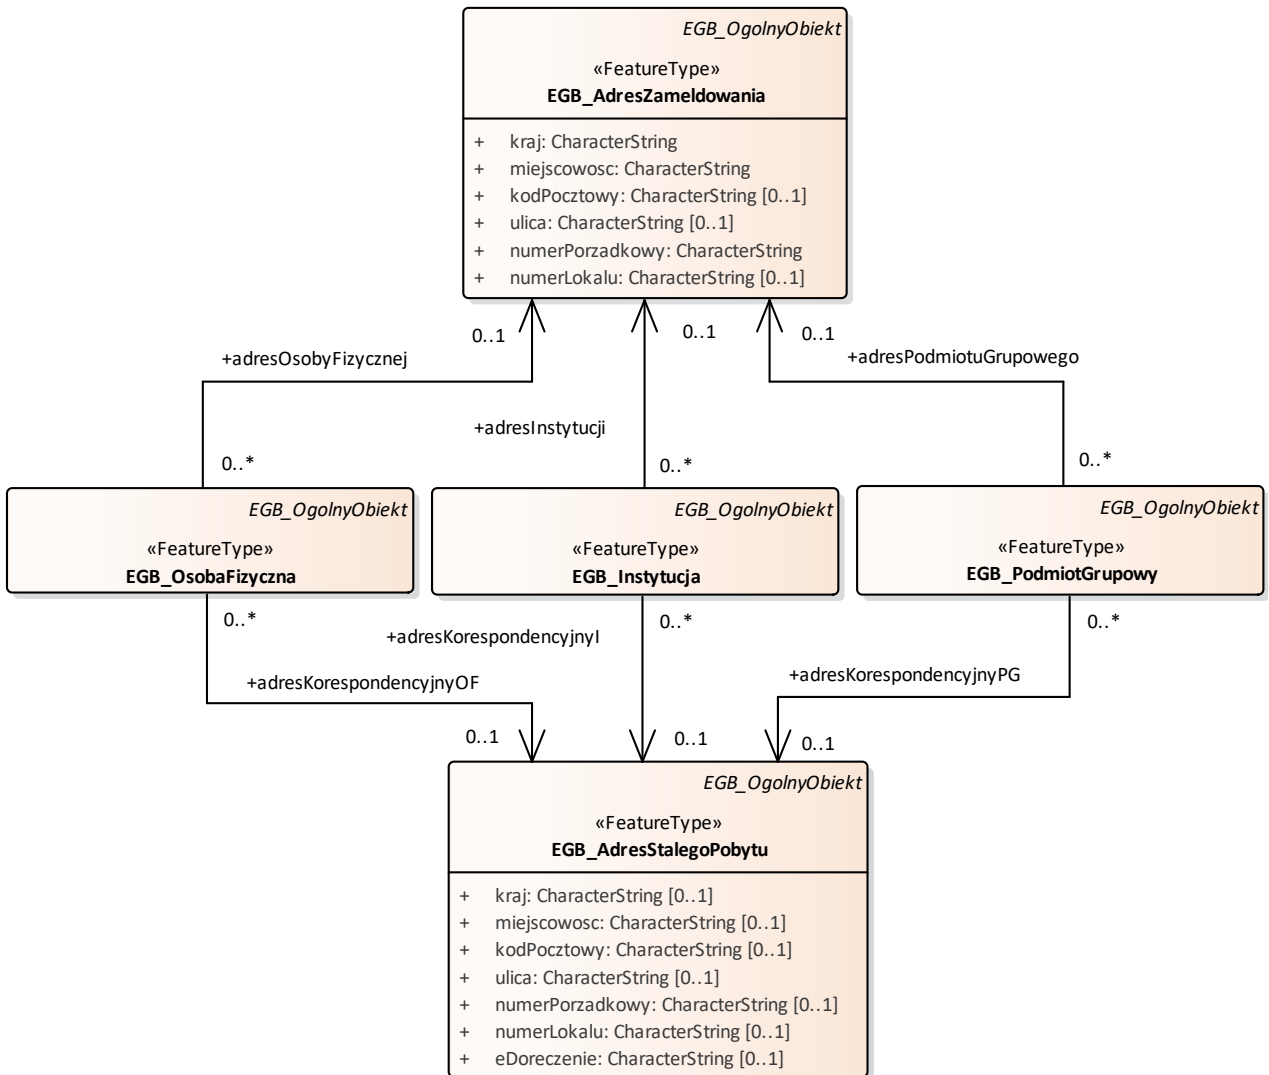 EGB_OgolnyObiekt
«FeatureType»
EGB_AdresZameldowania
+ kraj: CharacterString
+ miejscowosc: CharacterString
+ kodPocztowy: CharacterString [0..1]
+ ulica: CharacterString [0..1]
+ numerPorzadkowy: CharacterString
+ numerLokalu: CharacterString [0..1]
0..1 0..1 0..1
+adresOsobyFizycznej +adresPodmiotuGrupowego
+adresInstytucji
0..* 0..* 0..*
EGB_OgolnyObiekt
«FeatureType»
EGB_OsobaFizyczna
EGB_OgolnyObiekt
«FeatureType»
EGB_Instytucja
EGB_OgolnyObiekt
«FeatureType»
EGB_PodmiotGrupowy
0..* 0..* 0..*
+adresKorespondencyjnyI
+adresKorespondencyjnyOF +adresKorespondencyjnyPG
0..1 0..1 0..1
EGB_OgolnyObiekt
«FeatureType»
EGB_AdresStalegoPobytu
+ kraj: CharacterString [0..1]
+ miejscowosc: CharacterString [0..1]
+ kodPocztowy: CharacterString [0..1]
+ ulica: CharacterString [0..1]
+ numerPorzadkowy: CharacterString [0..1]
+ numerLokalu: CharacterString [0..1]
+ eDoreczenie: CharacterString [0..1]